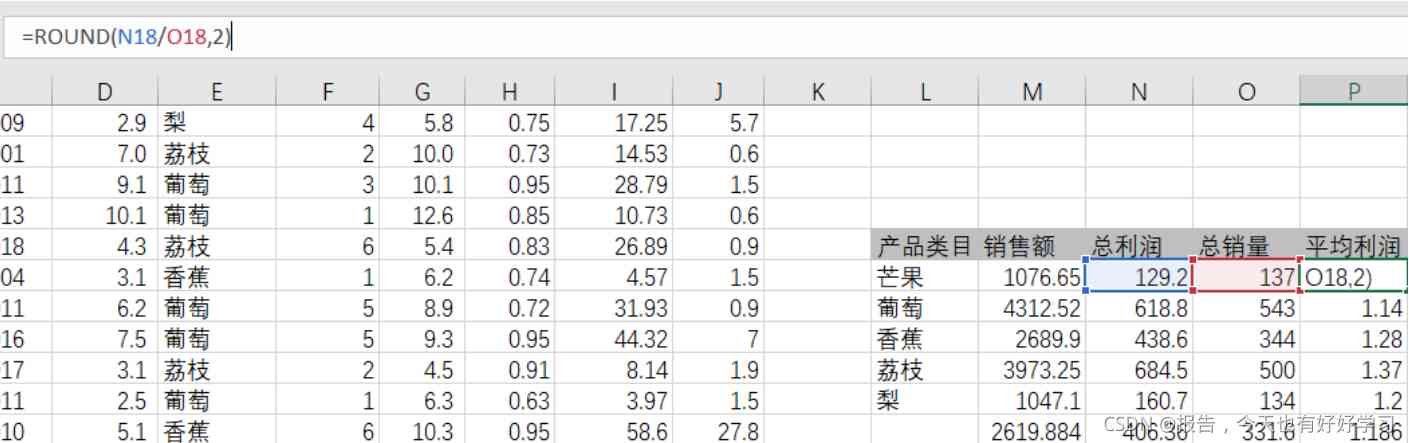 =ROUND(N18/O18,2)
D E F G H I J K L M N O P
09 2.9 梨 4 5.8 0.75 17.25 5.7
01 7.0 荔枝 2 10.0 0.73 14.53 0.6
11 9.1 葡萄 3 10.1 0.95 28.79 1.5
13 10.1 葡萄 1 12.6 0.85 10.73 0.6
18 4.3 荔枝 6 5.4 0.83 26.89 0.9 产品类目 销售额 总利润 总销量 平均利润
04 3.1 香蕉 1 6.2 0.74 4.57 1.5 芒果 1076.65 129.2 137 O18,2)
11 6.2 葡萄 5 8.9 0.72 31.93 0.9 葡萄 4312.52 618.8 543 1.14
16 7.5 葡萄 5 9.3 0.95 44.32 7 香蕉 2689.9 438.6 344 1.28
17 3.1 荔枝 2 4.5 0.91 8.14 1.9 荔枝 3973.25 684.5 500 1.37
11 2.5 葡萄 1 6.3 0.63 3.97 1.5 梨 1047.1 160.7 134 1.2
10 5.1 香蕉 6 10.3 0.95 58.6 27.8 2619.884 406.36 331.6 1.186
CSDN @报告，今天也有好好学习